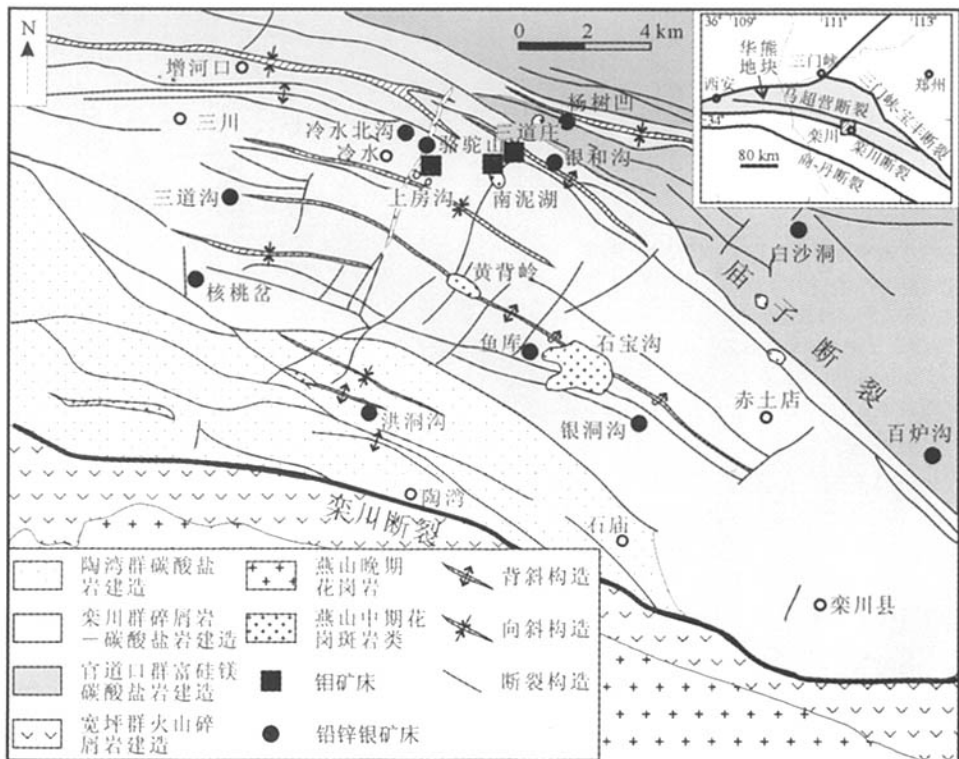 N
0 2 4 km
36° 109° 111° 113°
华熊
地块
三门峡
西安
郑州
马超营断裂
三门峡-宝丰断裂
34°
栾川
栾川断裂
商-丹断裂
80 km
增河口
杨树凹
三川
冷水北沟
骆驼山
三道庄
冷水
银和沟
上房沟
南泥湖
三道沟
白沙洞
黄背岭
核桃岔
庙子断裂
鱼库
石宝沟
赤土店
洪洞沟
银洞沟
百炉沟
陶湾
栾川断裂
石庙
栾川县
陶湾群碳酸盐
岩建造
栾川群碎屑岩
－碳酸盐岩建造
官道口群富硅镁
碳酸盐岩建造
宽坪群火山碎
屑岩建造
燕山晚期
花岗岩
燕山中期花
岗斑岩类
钼矿床
铅锌银矿床
背斜构造
向斜构造
断裂构造